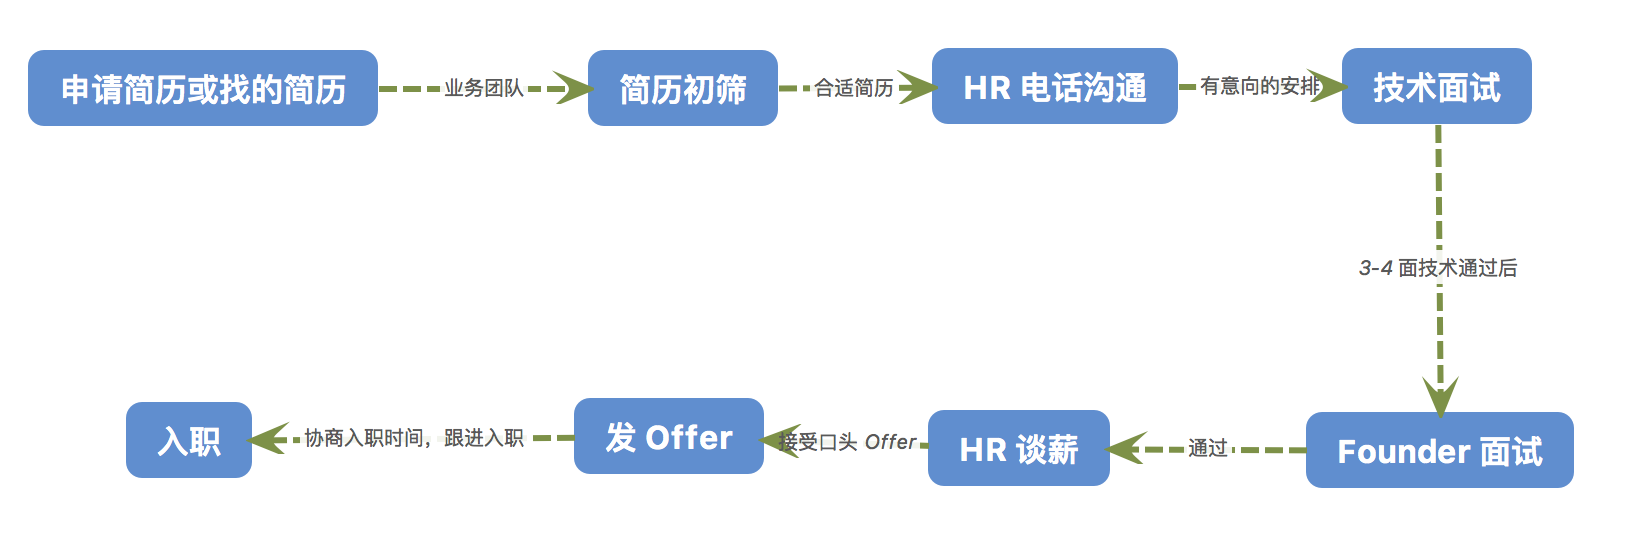 申请简历或找的简历
业务团队
简历初筛
合适简历
HR 电话沟通
有意向的安排
技术面试
3-4 面技术通过后
Founder 面试
通过
HR 谈薪
接受口头 Offer
发 Offer
协商入职时间，跟进入职
入职